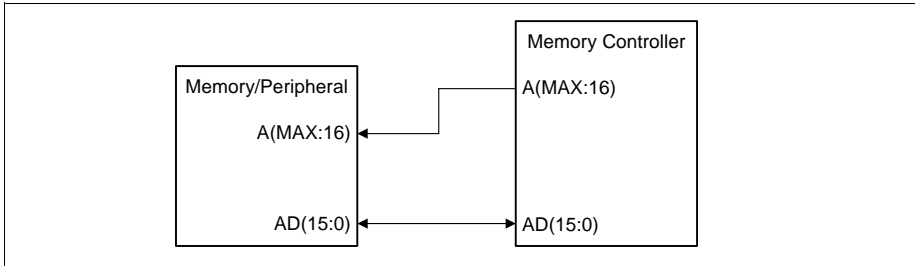 Memory Controller
Memory/Peripheral
A(MAX:16)
A(MAX:16)
AD(15:0)
AD(15:0)